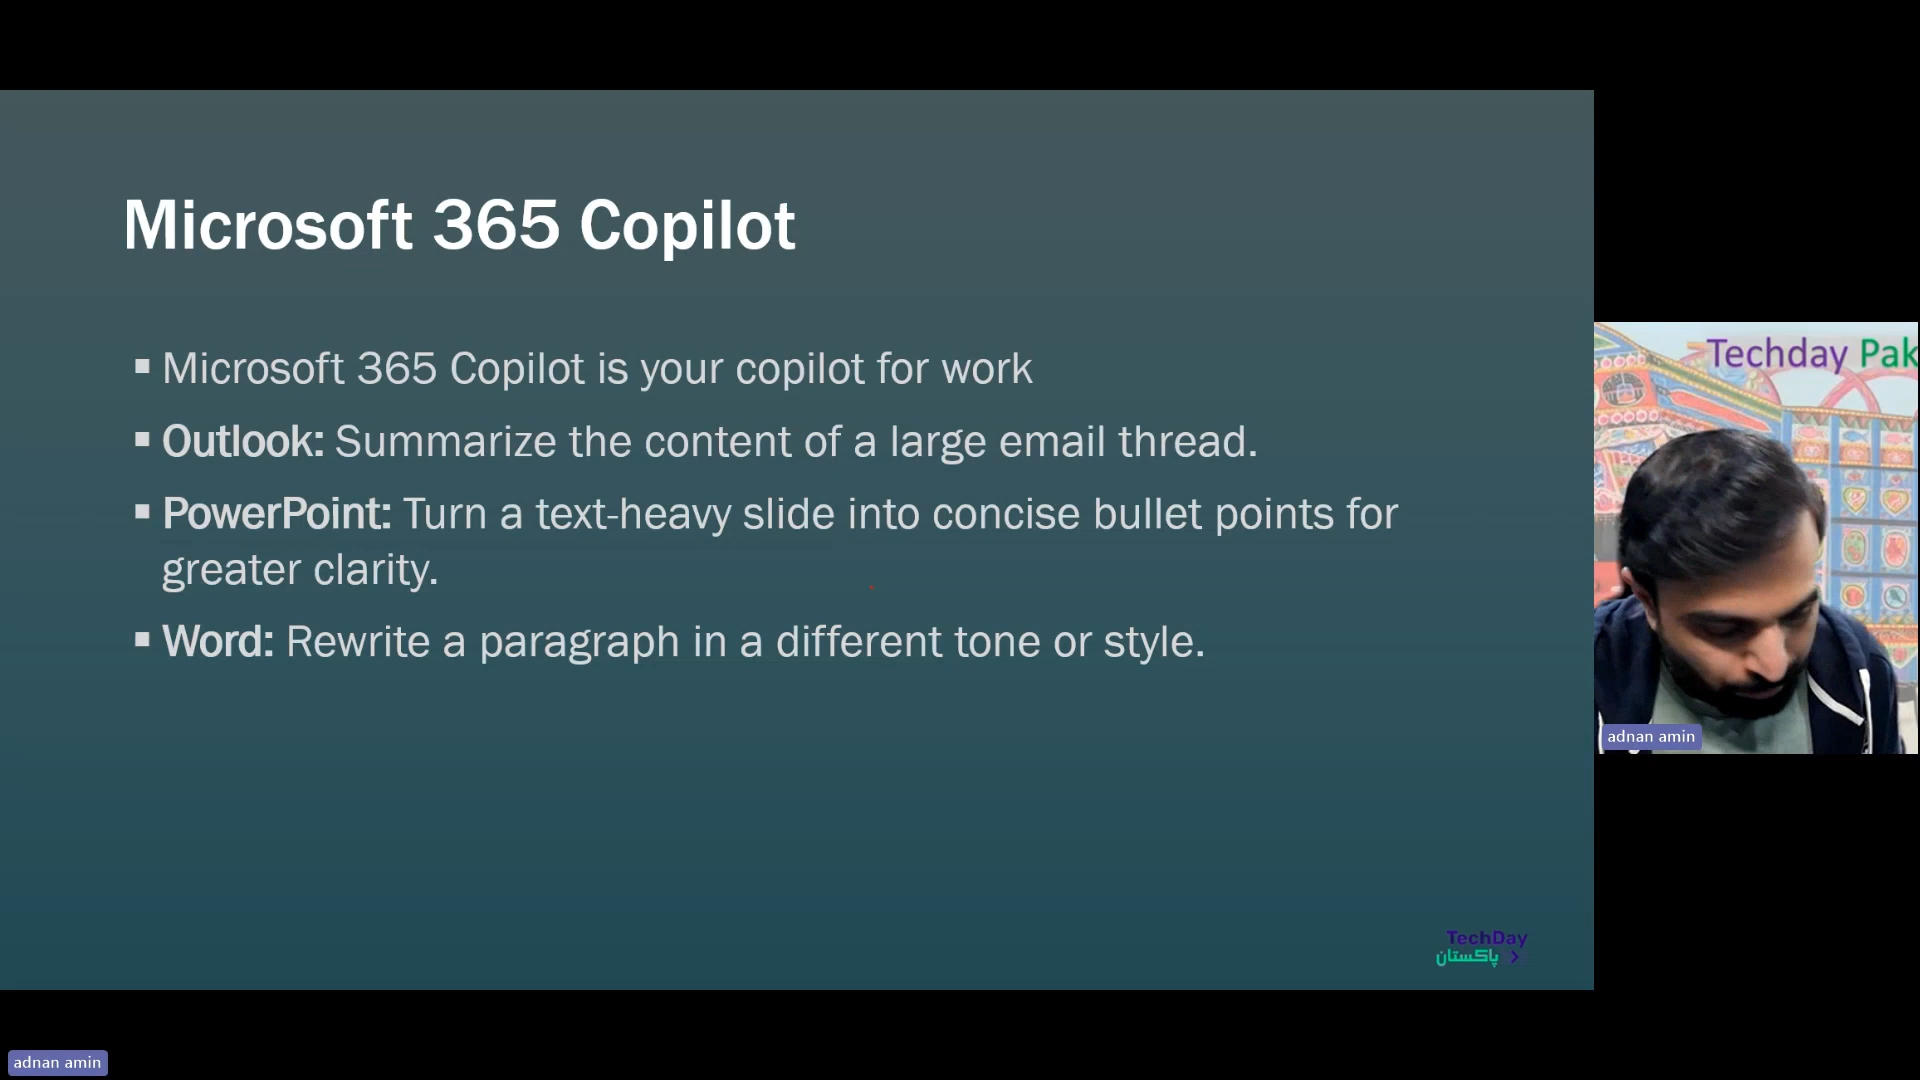 Microsoft 365 Copilot
▪ Microsoft 365 Copilot is your copilot for work
▪ Outlook: Summarize the content of a large email thread.
▪ PowerPoint: Turn a text-heavy slide into concise bullet points for
greater clarity.
▪ Word: Rewrite a paragraph in a different tone or style.
TechDay
پاکستان
Techday Pak
adnan amin
adnan amin